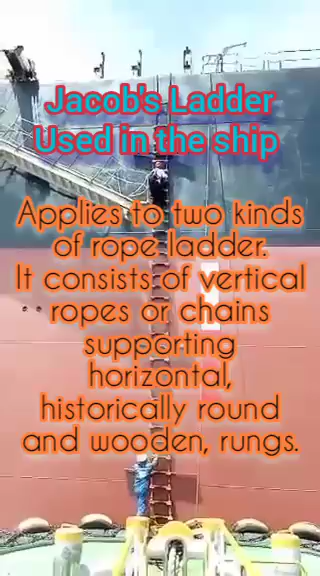 Jacob's Ladder
Used in the ship
Applies to two kinds
of rope ladder.
It consists of vertical
ropes or chains
supporting
horizontal,
historically round
and wooden, rungs.